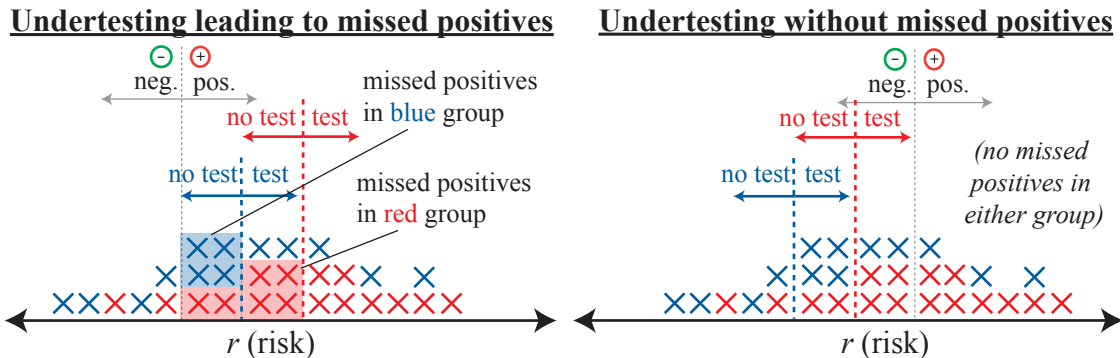 Undertesting leading to missed positives
− +
neg. pos.
missed positives
in blue group
no test test
no test test
missed positives
in red group
r (risk)
Undertesting without missed positives
− +
neg. pos.
no test test
no test test
(no missed
positives in
either group)
r (risk)